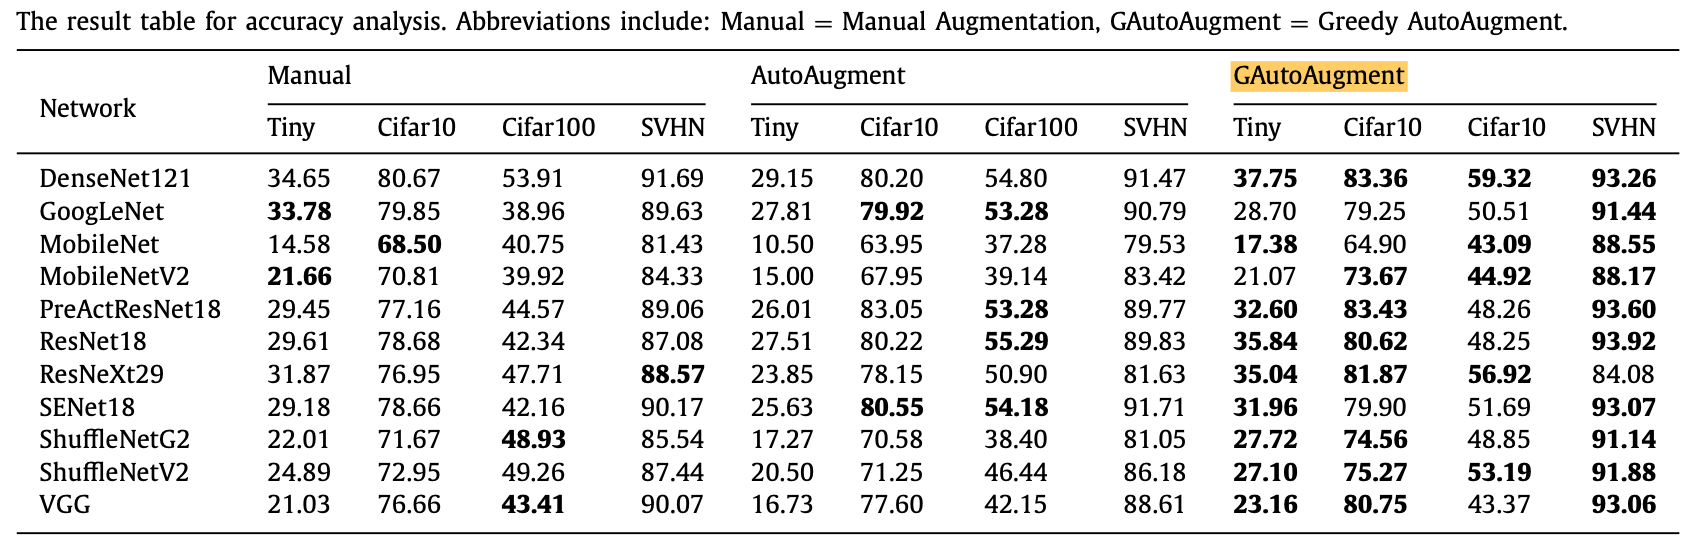 The result table for accuracy analysis. Abbreviations include: Manual = Manual Augmentation, GAutoAugment = Greedy AutoAugment.
Network Manual AutoAugment GAutoAugment
Tiny Cifar10 Cifar100 SVHN Tiny Cifar10 Cifar100 SVHN Tiny Cifar10 Cifar10 SVHN
DenseNet121 34.65 80.67 53.91 91.69 29.15 80.20 54.80 91.47 37.75 83.36 59.32 93.26
GoogLeNet 33.78 79.85 38.96 89.63 27.81 79.92 53.28 90.79 28.70 79.25 50.51 91.44
MobileNet 14.58 68.50 40.75 81.43 10.50 63.95 37.28 79.53 17.38 64.90 43.09 88.55
MobileNetV2 21.66 70.81 39.92 84.33 15.00 67.95 39.14 83.42 21.07 73.67 44.92 88.17
PreActResNet18 29.45 77.16 44.57 89.06 26.01 83.05 53.28 89.77 32.60 83.43 48.26 93.60
ResNet18 29.61 78.68 42.34 87.08 27.51 80.22 55.29 89.83 35.84 80.62 48.25 93.92
ResNeXt29 31.87 76.95 47.71 88.57 23.85 78.15 50.90 81.63 35.04 81.87 56.92 84.08
SENet18 29.18 78.66 42.16 90.17 25.63 80.55 54.18 91.71 31.96 79.90 51.69 93.07
ShuffleNetG2 22.01 71.67 48.93 85.54 17.27 70.58 38.40 81.05 27.72 74.56 48.85 91.14
ShuffleNetV2 24.89 72.95 49.26 87.44 20.50 71.25 46.44 86.18 27.10 75.27 53.19 91.88
VGG 21.03 76.66 43.41 90.07 16.73 77.60 42.15 88.61 23.16 80.75 43.37 93.06